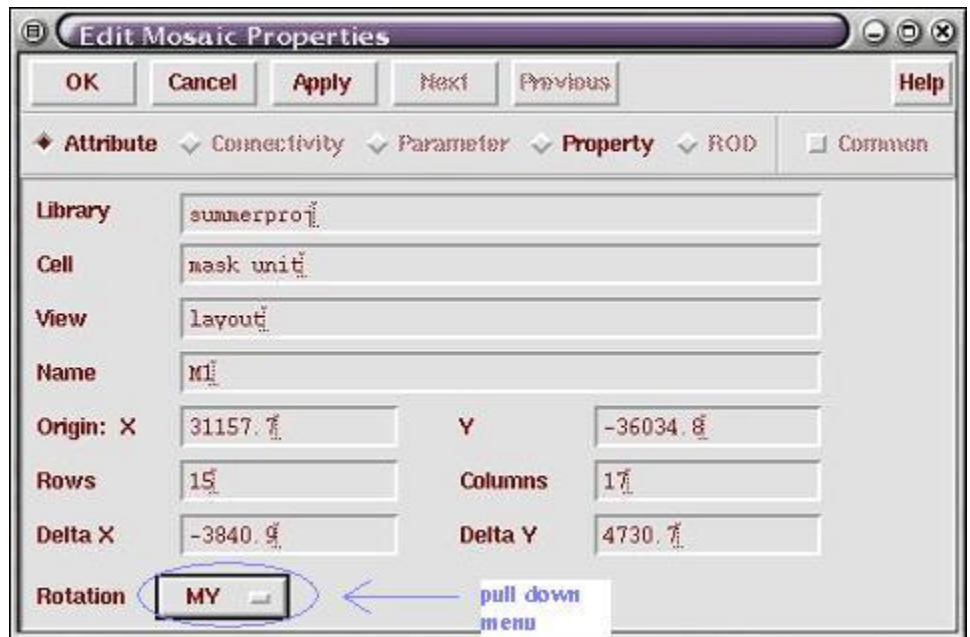 Edit Mosaic Properties
OK Cancel Apply Next Previous Help
Attribute Connectivity Parameter Property ROD Common
Library summerproj
Cell mask unit
View layout
Name M1
Origin: X 31157.7 Y -36034.8
Rows 15 Columns 17
Delta X -3840.9 Delta Y 4730.7
Rotation MY pull down
menu